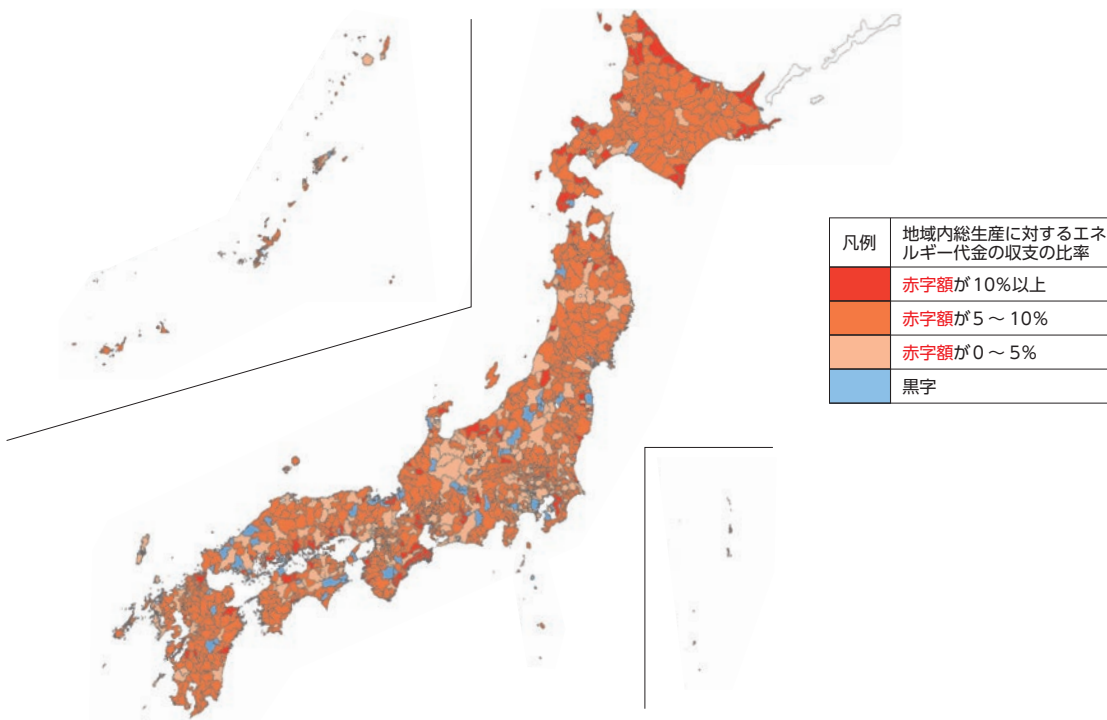 凡例
地域内総生産に対するエネ
ルギー代金の収支の比率
赤字額が10%以上
赤字額が5～10%
赤字額が0～5%
黒字